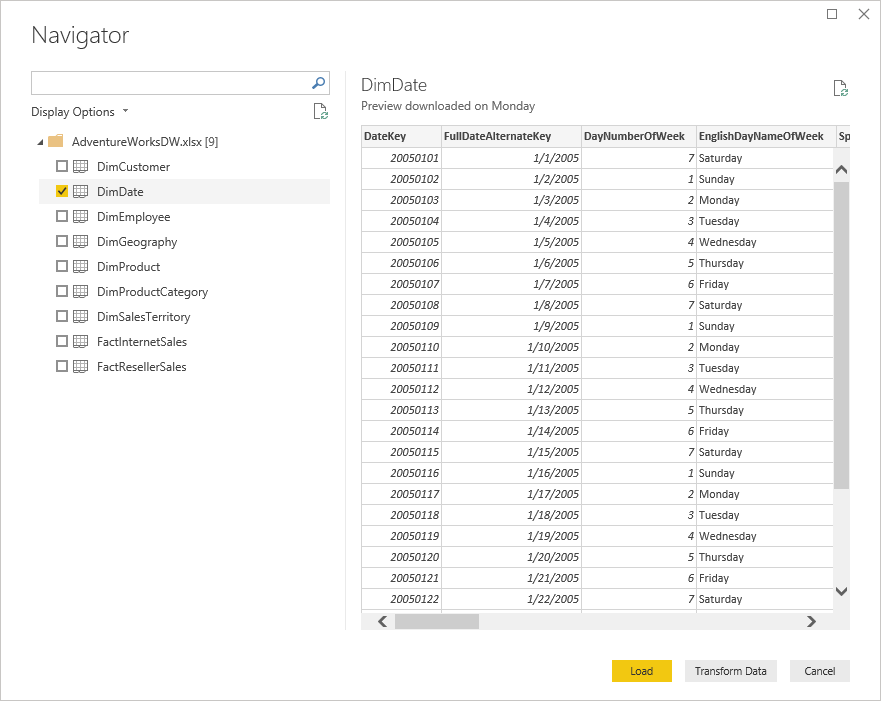 Navigator
Display Options
AdventureWorksDW.xlsx [9]
DimCustomer
DimDate
DimEmployee
DimGeography
DimProduct
DimProductCategory
DimSalesTerritory
FactInternetSales
FactResellerSales
DimDate
Preview downloaded on Monday
DateKey FullDateAlternateKey DayNumberOfWeek EnglishDayNameOfWeek Sp
20050101 1/1/2005 7 Saturday
20050102 1/2/2005 1 Sunday
20050103 1/3/2005 2 Monday
20050104 1/4/2005 3 Tuesday
20050105 1/5/2005 4 Wednesday
20050106 1/6/2005 5 Thursday
20050107 1/7/2005 6 Friday
20050108 1/8/2005 7 Saturday
20050109 1/9/2005 1 Sunday
20050110 1/10/2005 2 Monday
20050111 1/11/2005 3 Tuesday
20050112 1/12/2005 4 Wednesday
20050113 1/13/2005 5 Thursday
20050114 1/14/2005 6 Friday
20050115 1/15/2005 7 Saturday
20050116 1/16/2005 1 Sunday
20050117 1/17/2005 2 Monday
20050118 1/18/2005 3 Tuesday
20050119 1/19/2005 4 Wednesday
20050120 1/20/2005 5 Thursday
20050121 1/21/2005 6 Friday
20050122 1/22/2005 7 Saturday
Load Transform Data Cancel